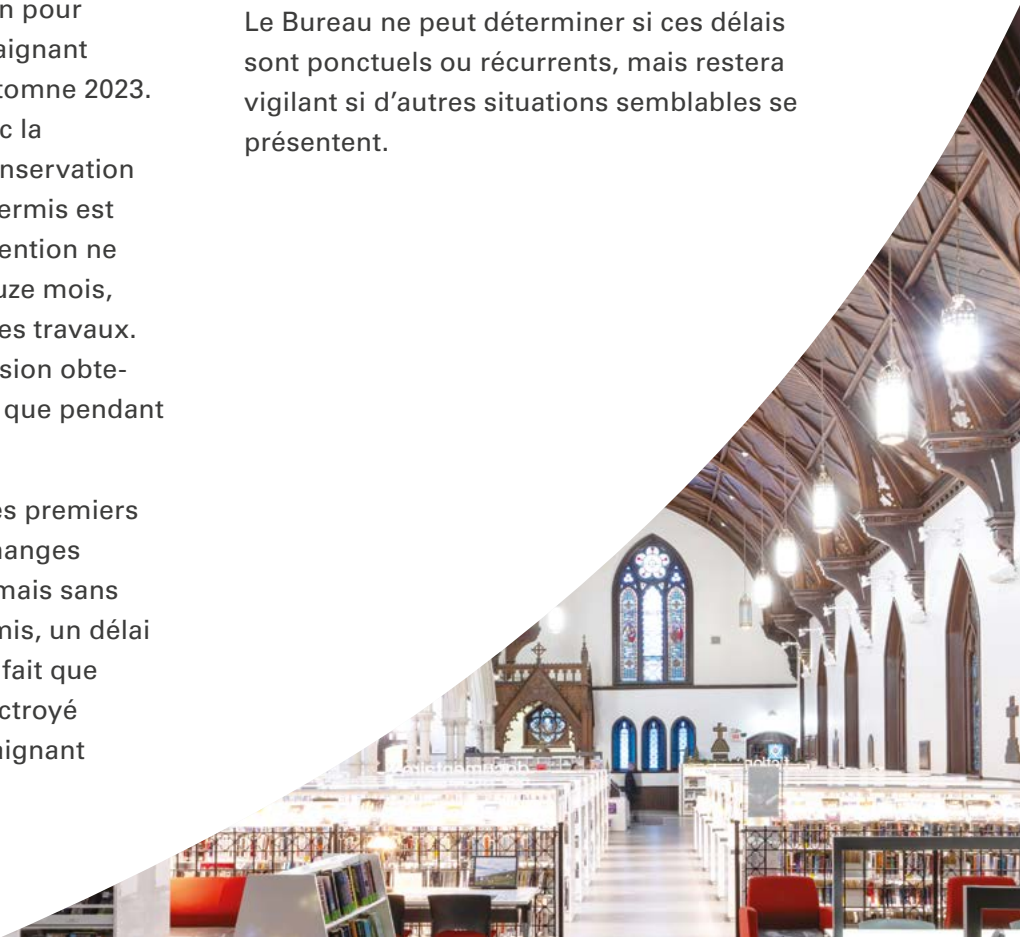 n pour
aignant
tomne 2023.
c la
nservation
ermis est
ention ne
uze mois,
es travaux.
sion obte-
que pendant
es premiers
hanges
mais sans
mis, un délai
fait que
ctroyé
aignant
Le Bureau ne peut déterminer si ces délais
sont ponctuels ou récurrents, mais restera
vigilant si d’autres situations semblables se
présentent.